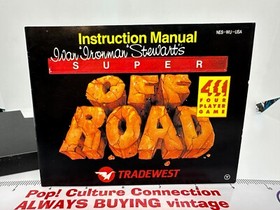 NES-WU-USA
Instruction Manual
Ivan "Ironman" Stewart's
SUPER
OFF
ROAD
4
FOUR
PLAYER
GAME
TRADEWEST
Pop! Culture Connection
ALWAYS BUYING vintage